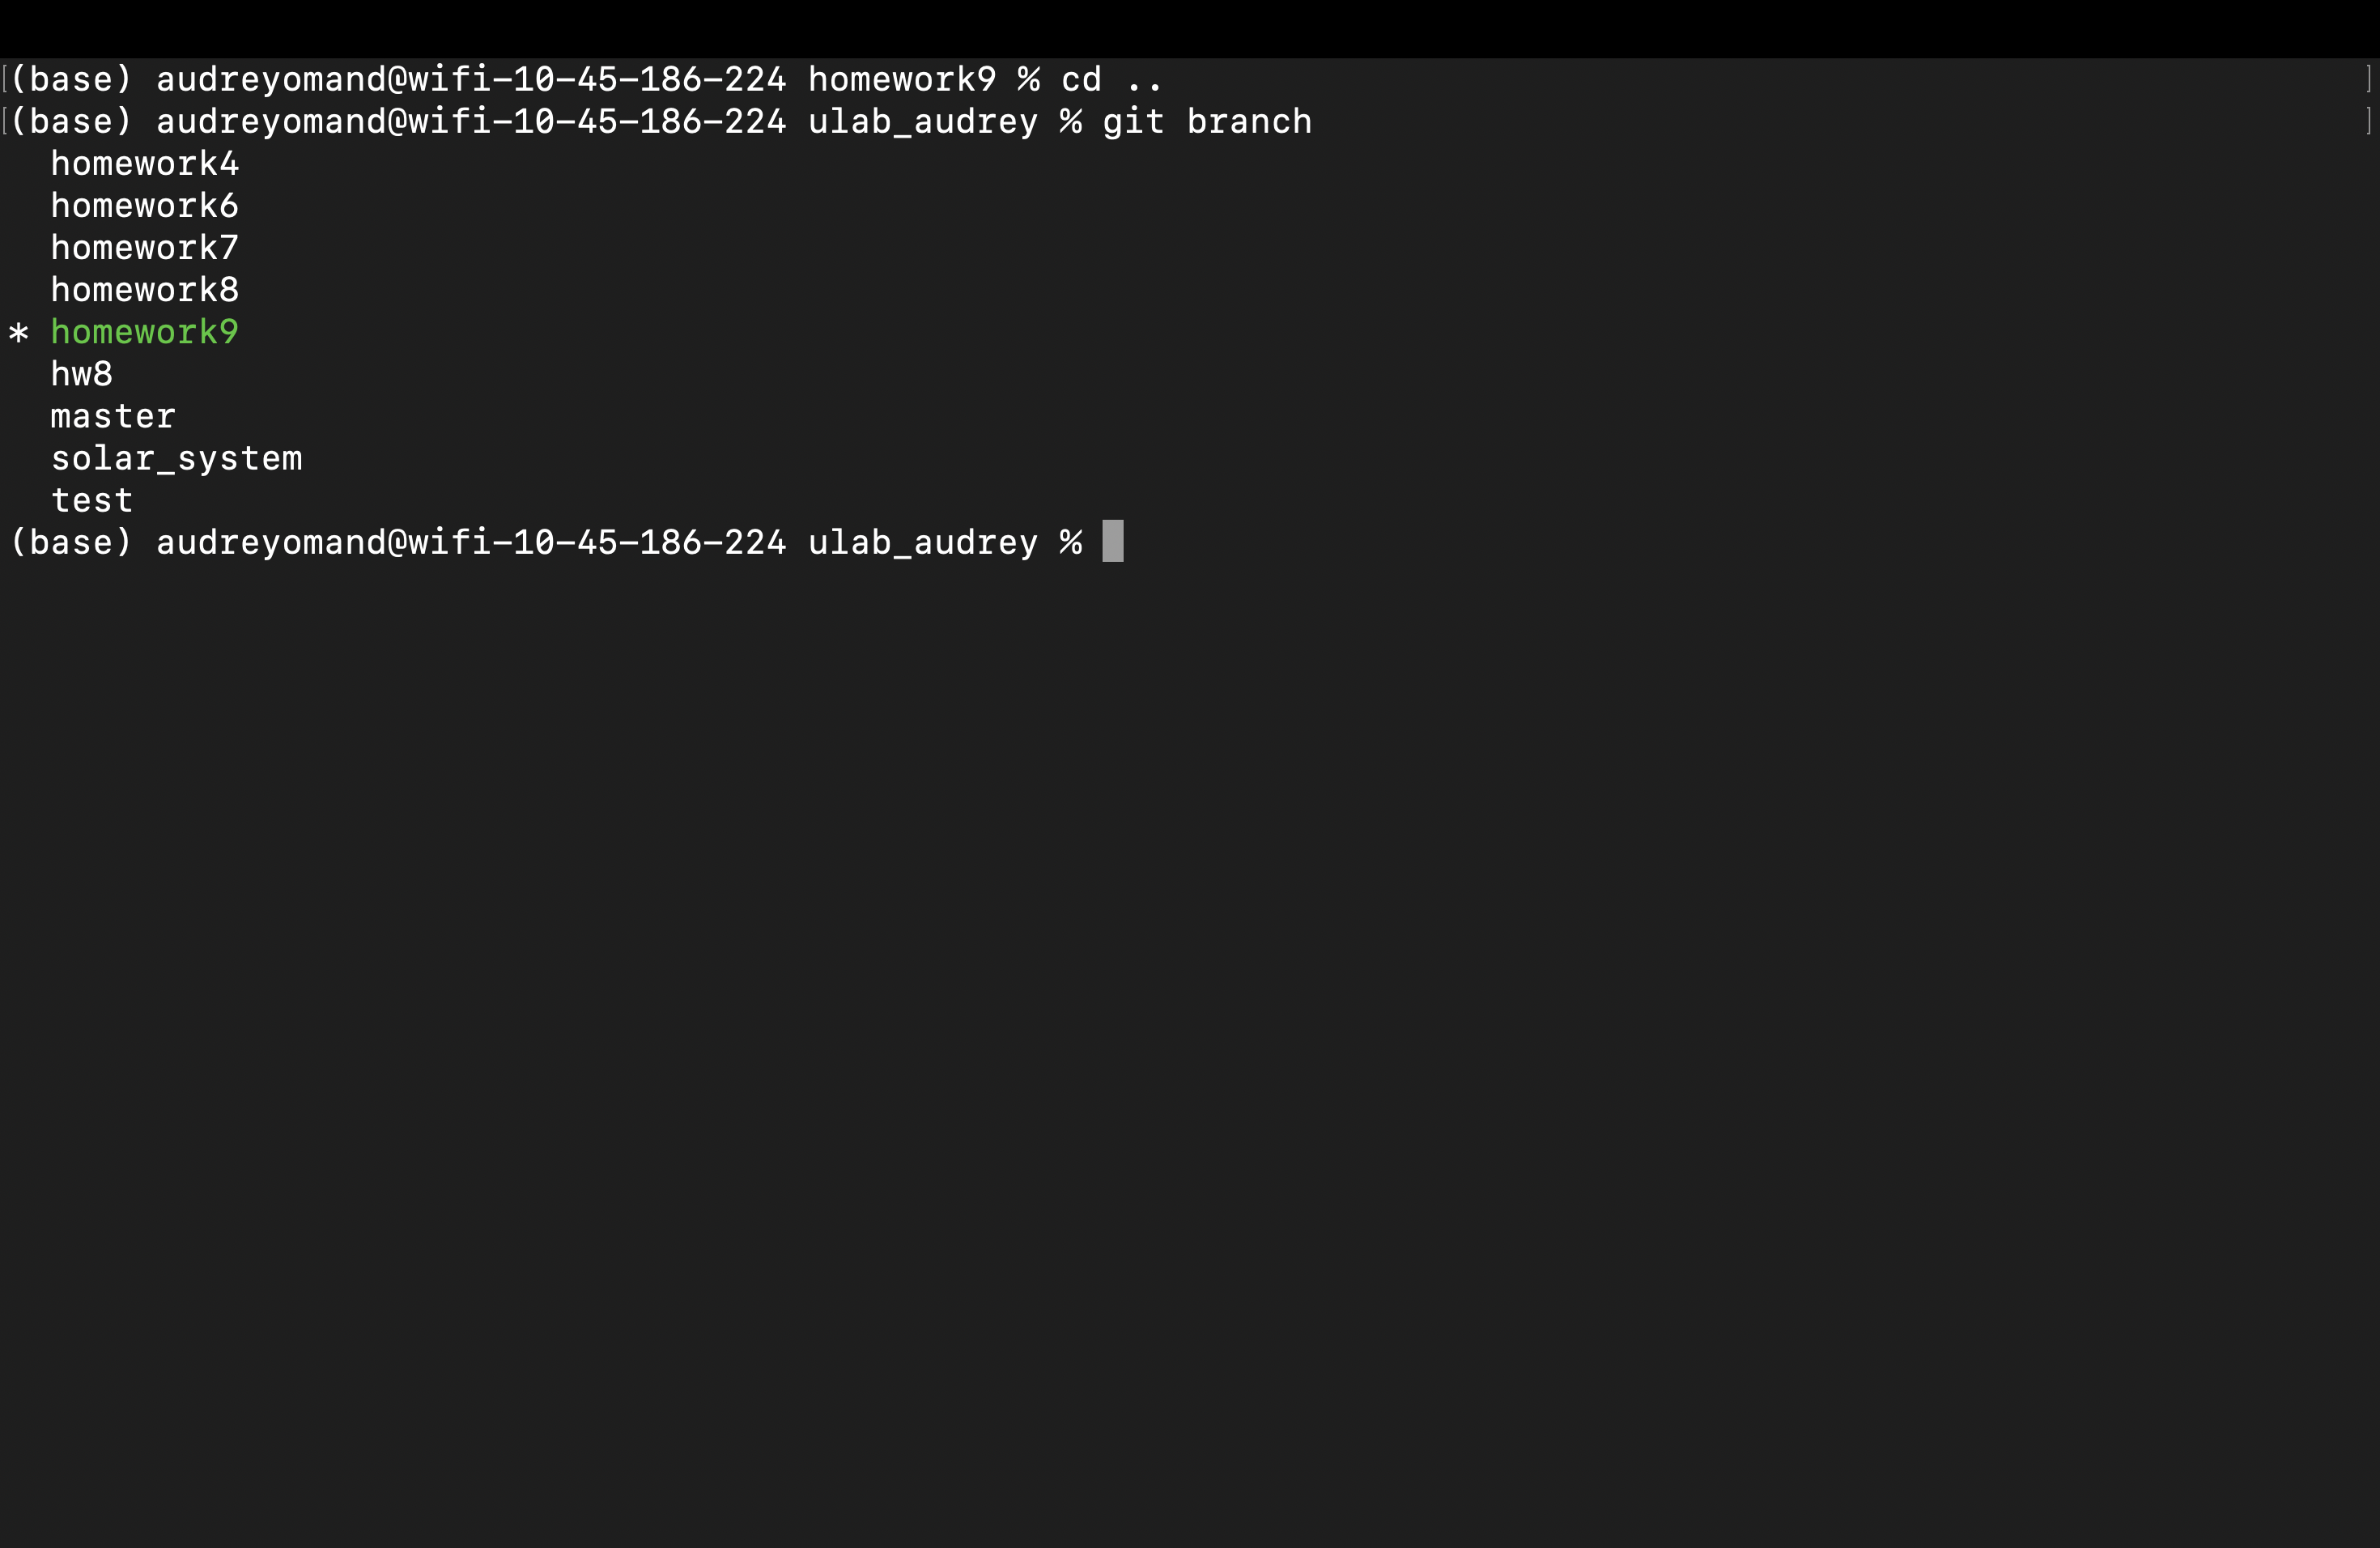 [(base) audreyomand@wifi-10-45-186-224 homework9 % cd .. ]
[(base) audreyomand@wifi-10-45-186-224 ulab_audrey % git branch ]
  homework4
  homework6
  homework7
  homework8
* homework9
  hw8
  master
  solar_system
  test
(base) audreyomand@wifi-10-45-186-224 ulab_audrey %